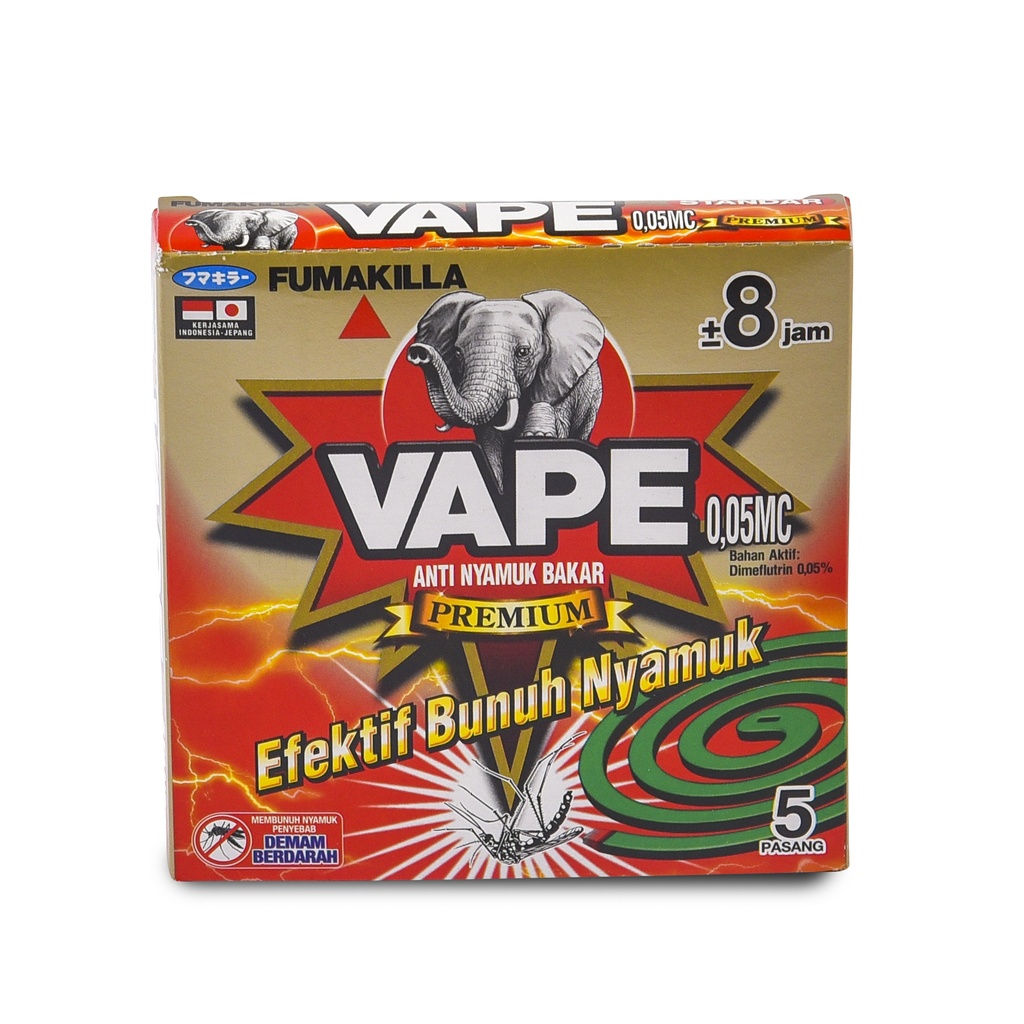 FUMAKILLA VAPE 0,05MC PREMIUM
STANDAR
フマキラー FUMAKILLA
KERJASAMA
INDONESIA-JEPANG
±8 jam
VAPE 0,05MC
Bahan Aktif:
Dimeflutrin 0,05%
ANTI NYAMUK BAKAR
PREMIUM
Efektif Bunuh Nyamuk
MEMBUNUH NYAMUK
PENYEBAB
DEMAM
BERDARAH
5
PASANG